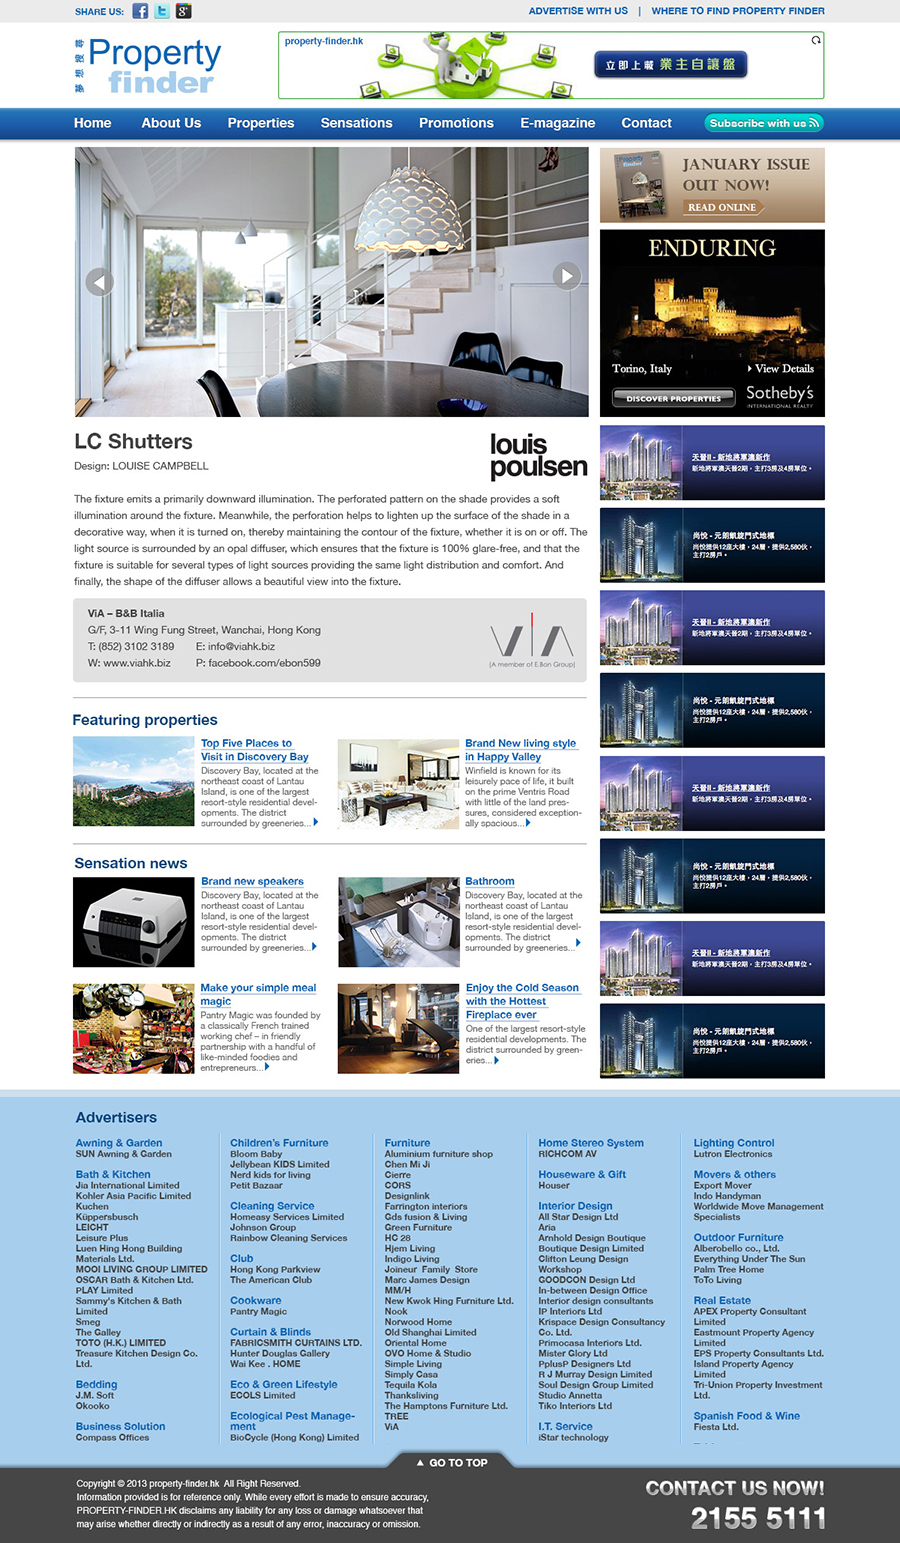 SHARE US:
ADVERTISE WITH US | WHERE TO FIND PROPERTY FINDER
夢想搜尋
Property
finder
property-finder.hk
立即上載 業主自讓盤
Home About Us Properties Sensations Promotions E-magazine Contact Subscribe with us
Property
finder
JANUARY ISSUE
OUT NOW!
READ ONLINE
ENDURING
Torino, Italy
View Details
DISCOVER PROPERTIES
Sotheby's
INTERNATIONAL REALTY
LC Shutters
Design: LOUISE CAMPBELL
louis
poulsen
The fixture emits a primarily downward illumination. The perforated pattern on the shade provides a soft
illumination around the fixture. Meanwhile, the perforation helps to lighten up the surface of the shade in a
decorative way, when it is turned on, thereby maintaining the contour of the fixture, whether it is on or off. The
light source is surrounded by an opal diffuser, which ensures that the fixture is 100% glare-free, and that the
fixture is suitable for several types of light sources providing the same light distribution and comfort. And
finally, the shape of the diffuser allows a beautiful view into the fixture.
ViA – B&B Italia
G/F, 3-11 Wing Fung Street, Wanchai, Hong Kong
T: (852) 3102 3189 E: info@viahk.biz
W: www.viahk.biz P: facebook.com/ebon599
VIA
(A member of E.Bon Group)
天晉II - 新地將軍澳新作
新地將軍澳天晉2期，主打3房及4房單位。
尚悅 - 元朗凱旋門式地標
尚悅提供12座大樓，24層，提供2,580伙，
主打2房戶。
天晉II - 新地將軍澳新作
新地將軍澳天晉2期，主打3房及4房單位。
尚悅 - 元朗凱旋門式地標
尚悅提供12座大樓，24層，提供2,580伙，
主打2房戶。
天晉II - 新地將軍澳新作
新地將軍澳天晉2期，主打3房及4房單位。
尚悅 - 元朗凱旋門式地標
尚悅提供12座大樓，24層，提供2,580伙，
主打2房戶。
天晉II - 新地將軍澳新作
新地將軍澳天晉2期，主打3房及4房單位。
尚悅 - 元朗凱旋門式地標
尚悅提供12座大樓，24層，提供2,580伙，
主打2房戶。
Featuring properties
Top Five Places to
Visit in Discovery Bay
Discovery Bay, located at the
northeast coast of Lantau
Island, is one of the largest
resort-style residential devel-
opments. The district
surrounded by greeneries...
Brand New living style
in Happy Valley
Winfield is known for its
leisurely pace of life, it built
on the prime Ventris Road
with little of the land pres-
sures, considered exception-
ally spacious...
Sensation news
Brand new speakers
Discovery Bay, located at the
northeast coast of Lantau
Island, is one of the largest
resort-style residential devel-
opments. The district
surrounded by greeneries...
Bathroom
Discovery Bay, located at the
northeast coast of Lantau
Island, is one of the largest
resort-style residential devel-
opments. The district
surrounded by greeneries...
Make your simple meal
magic
Pantry Magic was founded by
a classically French trained
working chef – in friendly
partnership with a handful of
like-minded foodies and
entrepreneurs...
Enjoy the Cold Season
with the Hottest
Fireplace ever
One of the largest resort-style
residential developments. The
district surrounded by green-
eries...
Advertisers
Awning & Garden
SUN Awning & Garden
Bath & Kitchen
Jia International Limited
Kohler Asia Pacific Limited
Kuchen
Küppersbusch
LEICHT
Leisure Plus
Luen Hing Hong Building
Materials Ltd.
MOOI LIVING GROUP LIMITED
OSCAR Bath & Kitchen Ltd.
PLAY Limited
Sammy's Kitchen & Bath
Limited
Smeg
The Galley
TOTO (H.K.) LIMITED
Treasure Kitchen Design Co.
Ltd.
Bedding
J.M. Soft
Okooko
Business Solution
Compass Offices
Children's Furniture
Bloom Baby
Jellybean KIDS Limited
Nerd kids for living
Petit Bazaar
Cleaning Service
Homeasy Services Limited
Johnson Group
Rainbow Cleaning Services
Club
Hong Kong Parkview
The American Club
Cookware
Pantry Magic
Curtain & Blinds
FABRICSMITH CURTAINS LTD.
Hunter Douglas Gallery
Wai Kee . HOME
Eco & Green Lifestyle
ECOLS Limited
Ecological Pest Manage-
ment
BioCycle (Hong Kong) Limited
Furniture
Aluminium furniture shop
Chen Mi Ji
Cierre
CORS
Designlink
Farrington interiors
Gds fusion & Living
Green Furniture
HC 28
Hjem Living
Indigo Living
Joineur Family Store
Marc James Design
MM/H
New Kwok Hing Furniture Ltd.
Nook
Norwood Home
Old Shanghai Limited
Oriental Home
OVO Home & Studio
Simple Living
Simply Casa
Tequila Kola
Thanksliving
The Hamptons Furniture Ltd.
TREE
ViA
Home Stereo System
RICHCOM AV
Houseware & Gift
Houser
Interior Design
All Star Design Ltd
Aria
Arnhold Design Boutique
Boutique Design Limited
Clifton Leung Design
Workshop
GOODCON Design Ltd
In-between Design Office
Interior design consultants
IP Interiors Ltd
Krispace Design Consultancy
Co. Ltd.
Primocasa Interiors Ltd.
Mister Glory Ltd
PplusP Designers Ltd
R J Murray Design Limited
Soul Design Group Limited
Studio Annetta
Tiko Interiors Ltd
I.T. Service
iStar technology
Lighting Control
Lutron Electronics
Movers & others
Export Mover
Indo Handyman
Worldwide Move Management
Specialists
Outdoor Furniture
Alberobello co., Ltd.
Everything Under The Sun
Palm Tree Home
ToTo Living
Real Estate
APEX Property Consultant
Limited
Eastmount Property Agency
Limited
EPS Property Consultants Ltd.
Island Property Agency
Limited
Tri-Union Property Investment
Ltd.
Spanish Food & Wine
Fiesta Ltd.
GO TO TOP
Copyright © 2013 property-finder.hk All Right Reserved.
Information provided is for reference only. While every effort is made to ensure accuracy,
PROPERTY-FINDER.HK disclaims any liability for any loss or damage whatsoever that
may arise whether directly or indirectly as a result of any error, inaccuracy or omission.
CONTACT US NOW!
2155 5111